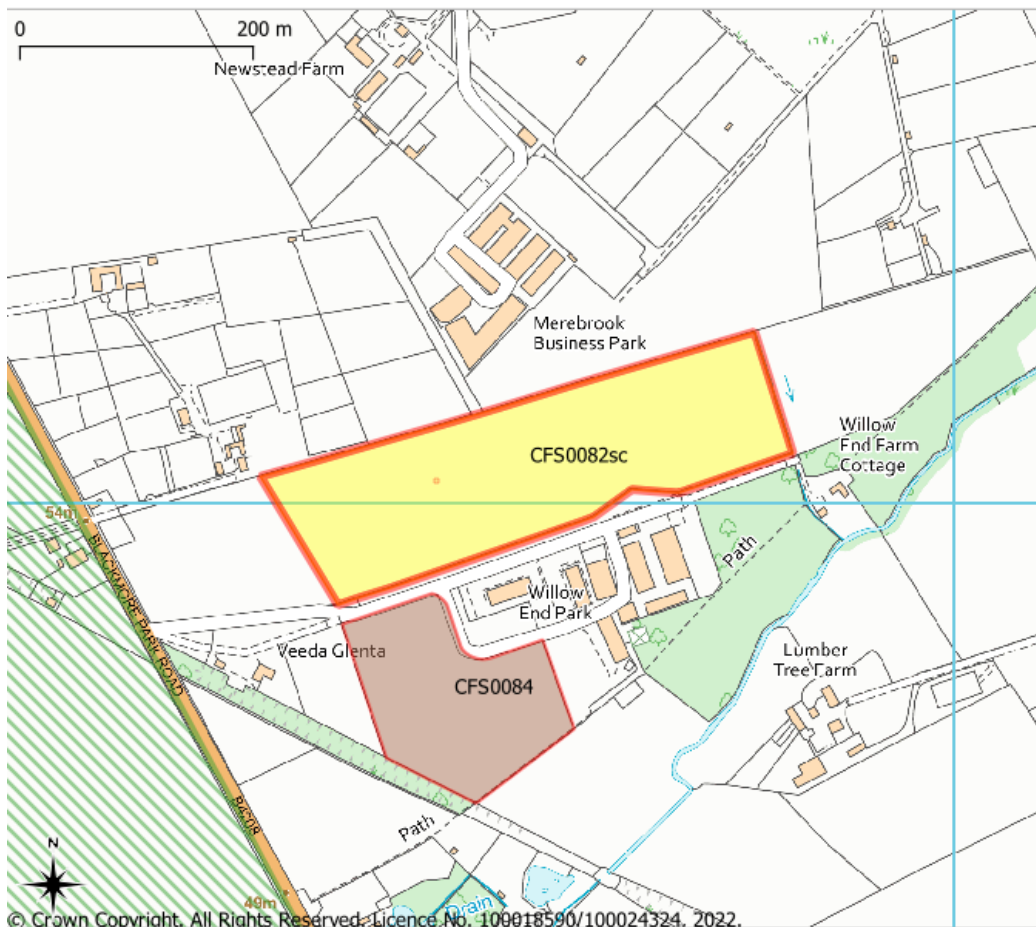 0
200 m
Newstead Farm
Merebrook
Business Park
CFS0082sc
Willow
End Farm
Cottage
54m
BLACKMORE PARK ROAD
Path
Willow
End Park
Veeda Glenta
Lumber
Tree Farm
CFS0084
B4208
Path
N
49m
Drain
© Crown Copyright. All Rights Reserved. Licence No. 100018590/100024324. 2022.